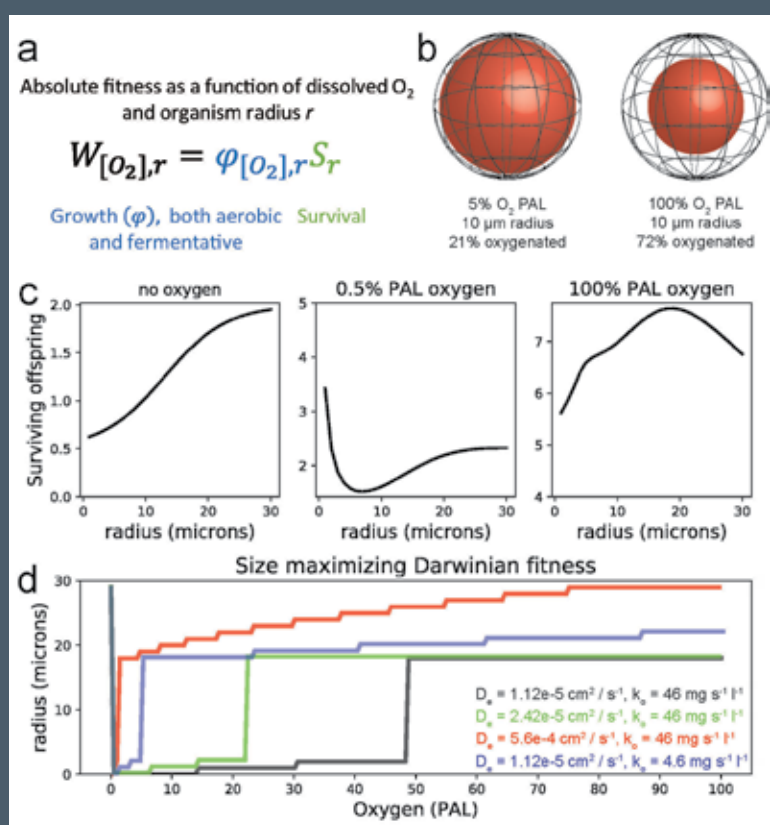 a
Absolute fitness as a function of dissolved O₂
and organism radius r
W[O₂],r = φ[O₂],rSr
Growth (φ), both aerobic
and fermentative
Survival
b
5% O₂ PAL
10 µm radius
21% oxygenated
100% O₂ PAL
10 µm radius
72% oxygenated
c
no oxygen
0.5% PAL oxygen
100% PAL oxygen
Surviving offspring
2.0
1.5
1.0
0.5
0.0
0 10 20 30
radius (microns)
5
4
3
2
0 10 20 30
radius (microns)
7
6
5
4
0 10 20 30
radius (microns)
d
Size maximizing Darwinian fitness
radius (microns)
30
20
10
0
Dₑ = 1.12e-5 cm² / s⁻¹, kₒ = 46 mg s⁻¹ l⁻¹
Dₑ = 2.42e-5 cm² / s⁻¹, kₒ = 46 mg s⁻¹ l⁻¹
Dₑ = 5.6e-4 cm² / s⁻¹, kₒ = 46 mg s⁻¹ l⁻¹
Dₑ = 1.12e-5 cm² / s⁻¹, kₒ = 4.6 mg s⁻¹ l⁻¹
0 10 20 30 40 50 60 70 80 90 100
Oxygen (PAL)